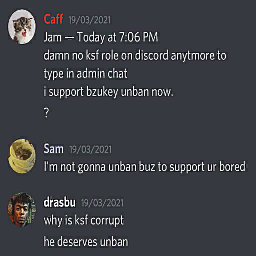 Caff 19/03/2021
Jam — Today at 7:06 PM
damn no ksf role on discord anytmore to
type in admin chat
i support bzukey unban now.
?
Sam 19/03/2021
I'm not gonna unban buz to support ur bored
drasbu 19/03/2021
why is ksf corrupt
he deserves unban